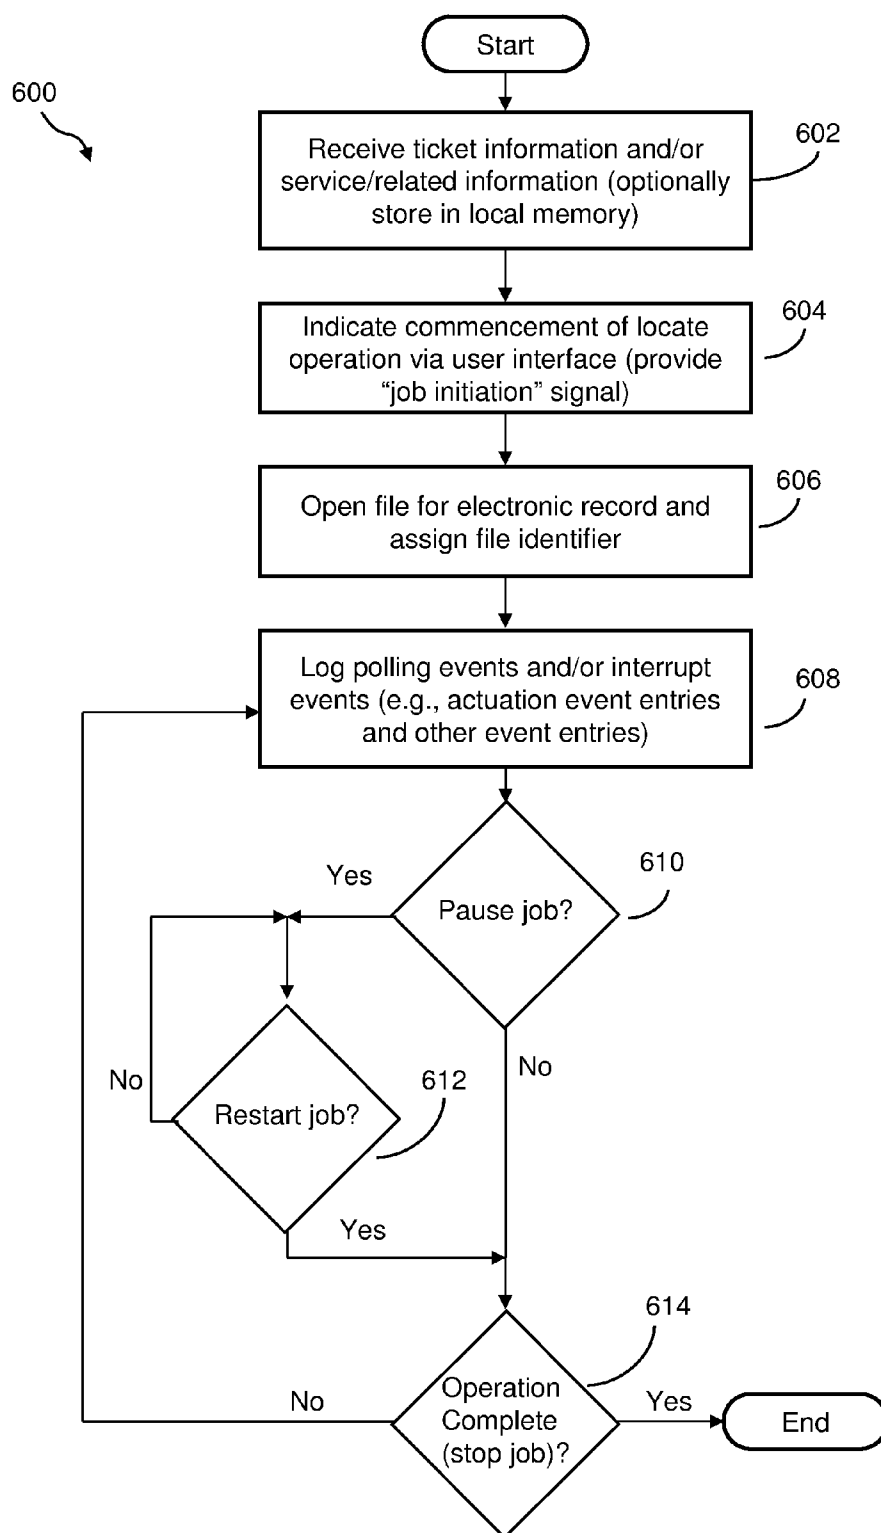 Start
600
Receive ticket information and/or
service/related information (optionally
store in local memory)
602
Indicate commencement of locate
operation via user interface (provide
“job initiation” signal)
604
Open file for electronic record and
assign file identifier
606
Log polling events and/or interrupt
events (e.g., actuation event entries
and other event entries)
608
Yes
Pause job?
610
No
No
Restart job?
612
Yes
614
No
Operation
Complete
(stop job)?
Yes
End